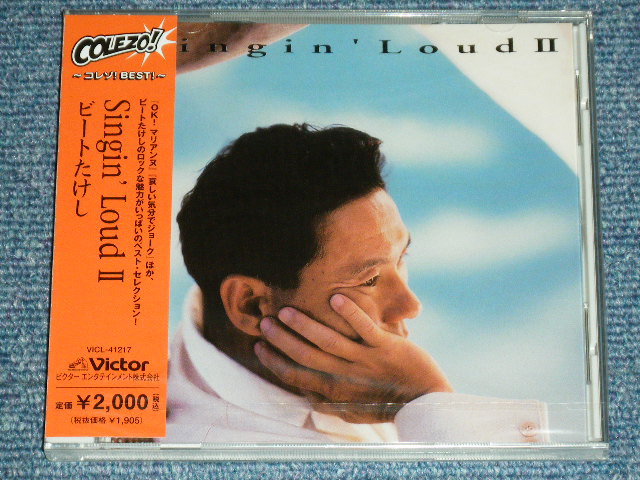 COLEZO!
～コレゾ!BEST!～
「OK! マリアンヌ」「哀しい気分でジョーク」ほか、
ビートたけしのロックな魅力がいっぱいのベスト・セレクション!
Singin' Loud II
ビートたけし
VICL-41217
Victor
ビクター エンタテインメント株式会社
定価 ¥2,000 (税込)
(税抜価格 ¥1,905)
ingin' Loud II